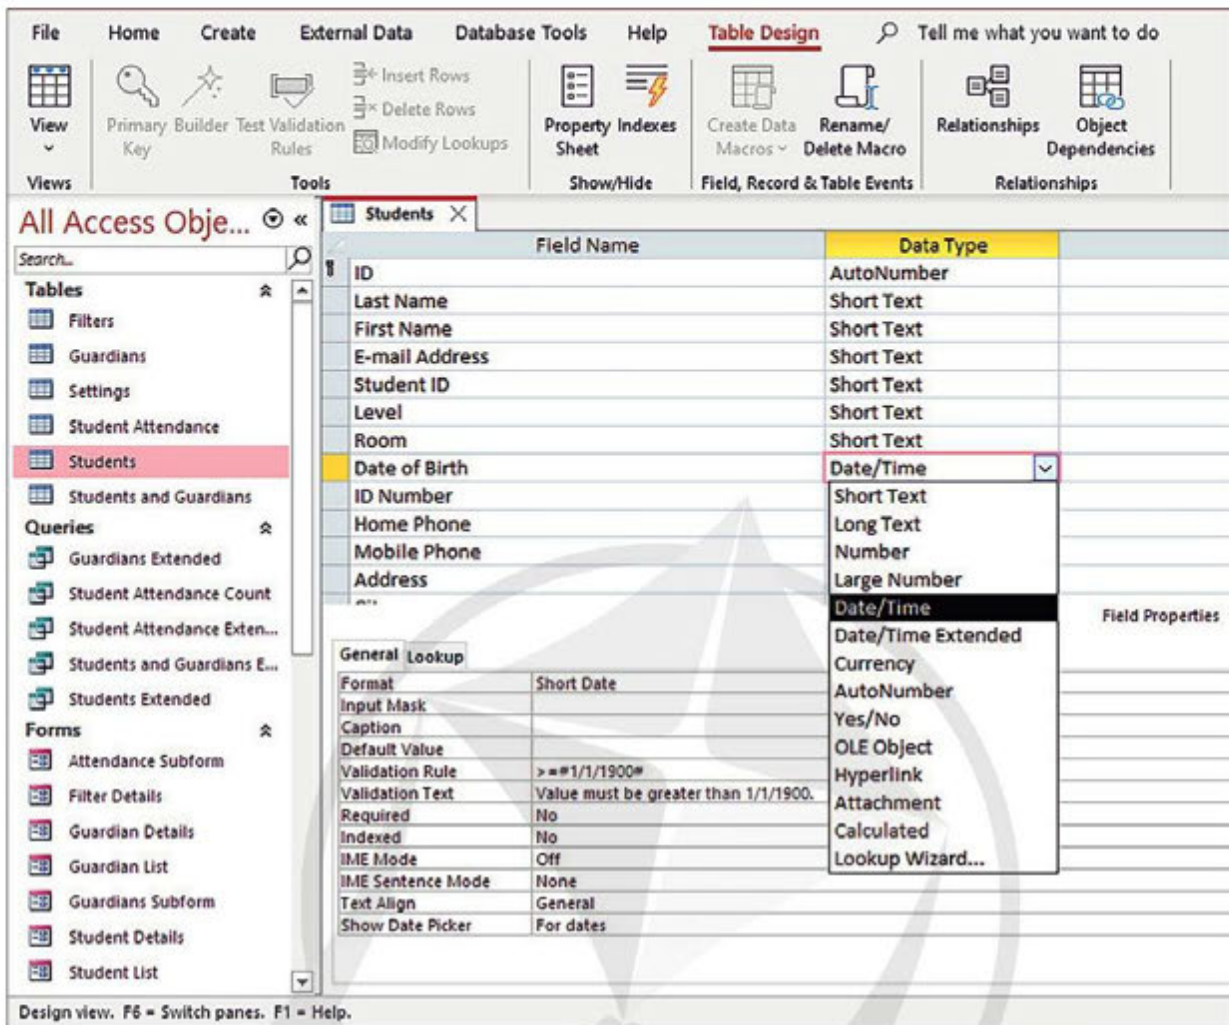 File Home Create External Data Database Tools Help Table Design Tell me what you want to do
View
Primary Key
Builder
Test Validation Rules
Insert Rows
Delete Rows
Modify Lookups
Property Sheet
Indexes
Create Data Macros
Rename/ Delete Macro
Relationships
Object Dependencies
Views Tools Show/Hide Field, Record & Table Events Relationships
All Access Obje...
Search...
Tables
Filters
Guardians
Settings
Student Attendance
Students
Students and Guardians
Queries
Guardians Extended
Student Attendance Count
Student Attendance Exten...
Students and Guardians E...
Students Extended
Forms
Attendance Subform
Filter Details
Guardian Details
Guardian List
Guardians Subform
Student Details
Student List
Students
Field Name Data Type
ID AutoNumber
Last Name Short Text
First Name Short Text
E-mail Address Short Text
Student ID Short Text
Level Short Text
Room Short Text
Date of Birth Date/Time
ID Number
Home Phone
Mobile Phone
Address
Short Text
Long Text
Number
Large Number
Date/Time
Date/Time Extended
Currency
AutoNumber
Yes/No
OLE Object
Hyperlink
Attachment
Calculated
Lookup Wizard...
Field Properties
General Lookup
Format Short Date
Input Mask
Caption
Default Value
Validation Rule >=#1/1/1900#
Validation Text Value must be greater than 1/1/1900.
Required No
Indexed No
IME Mode Off
IME Sentence Mode None
Text Align General
Show Date Picker For dates
Design view. F6 = Switch panes. F1 = Help.